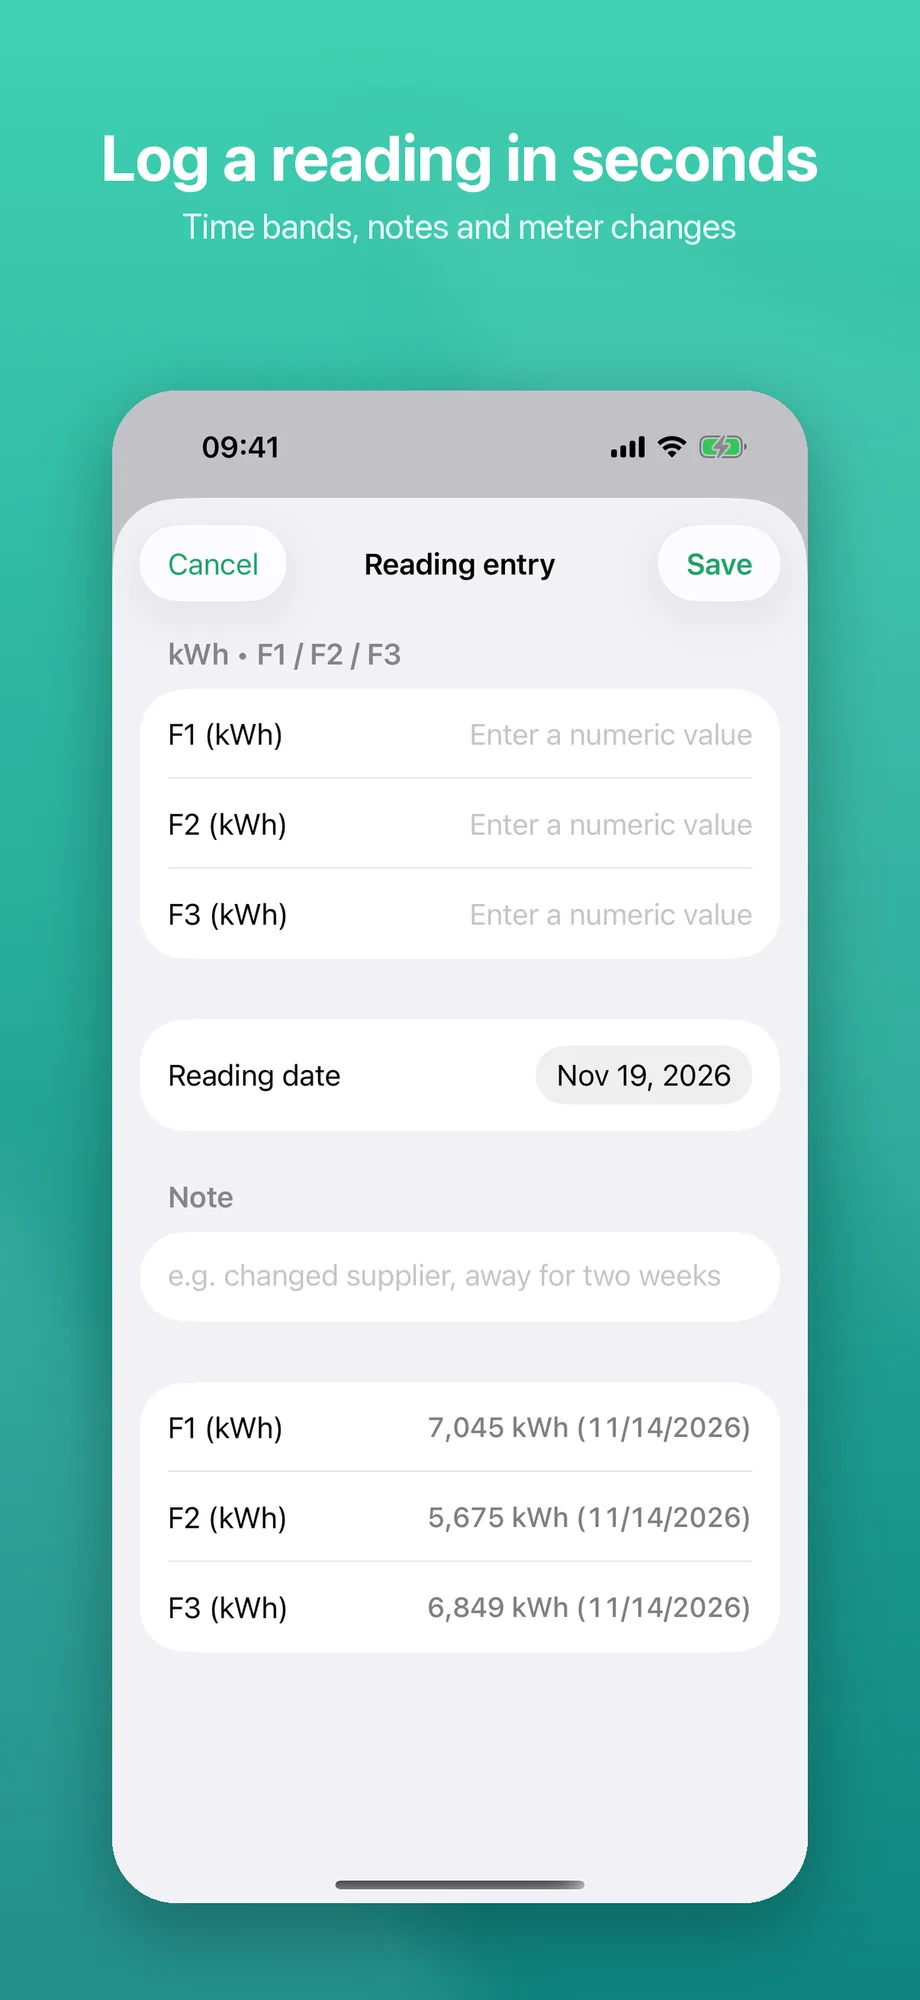 Log a reading in seconds
Time bands, notes and meter changes
09:41
Cancel Reading entry Save
kWh • F1 / F2 / F3
F1 (kWh) Enter a numeric value
F2 (kWh) Enter a numeric value
F3 (kWh) Enter a numeric value
Reading date Nov 19, 2026
Note
e.g. changed supplier, away for two weeks
F1 (kWh) 7,045 kWh (11/14/2026)
F2 (kWh) 5,675 kWh (11/14/2026)
F3 (kWh) 6,849 kWh (11/14/2026)